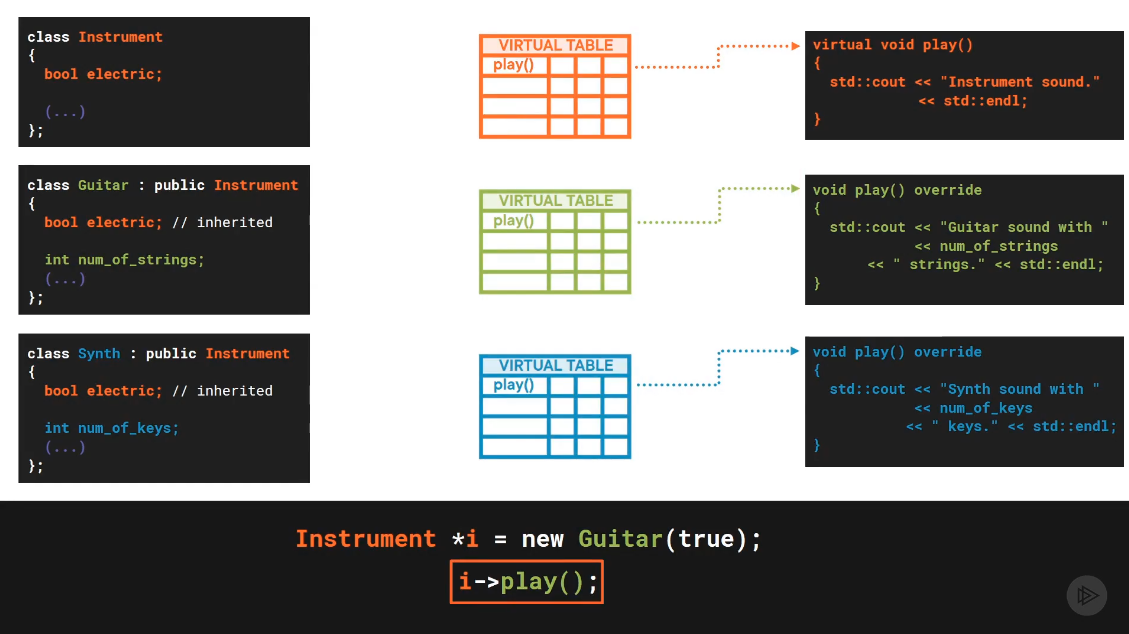 class Instrument
{
bool electric;
(...)
};
VIRTUAL TABLE
play()
virtual void play()
{
std::cout << "Instrument sound."
<< std::endl;
}
class Guitar : public Instrument
{
bool electric; // inherited
int num_of_strings;
(...)
};
VIRTUAL TABLE
play()
void play() override
{
std::cout << "Guitar sound with "
<< num_of_strings
<< " strings." << std::endl;
}
class Synth : public Instrument
{
bool electric; // inherited
int num_of_keys;
(...)
};
VIRTUAL TABLE
play()
void play() override
{
std::cout << "Synth sound with "
<< num_of_keys
<< " keys." << std::endl;
}
Instrument *i = new Guitar(true);
i->play();